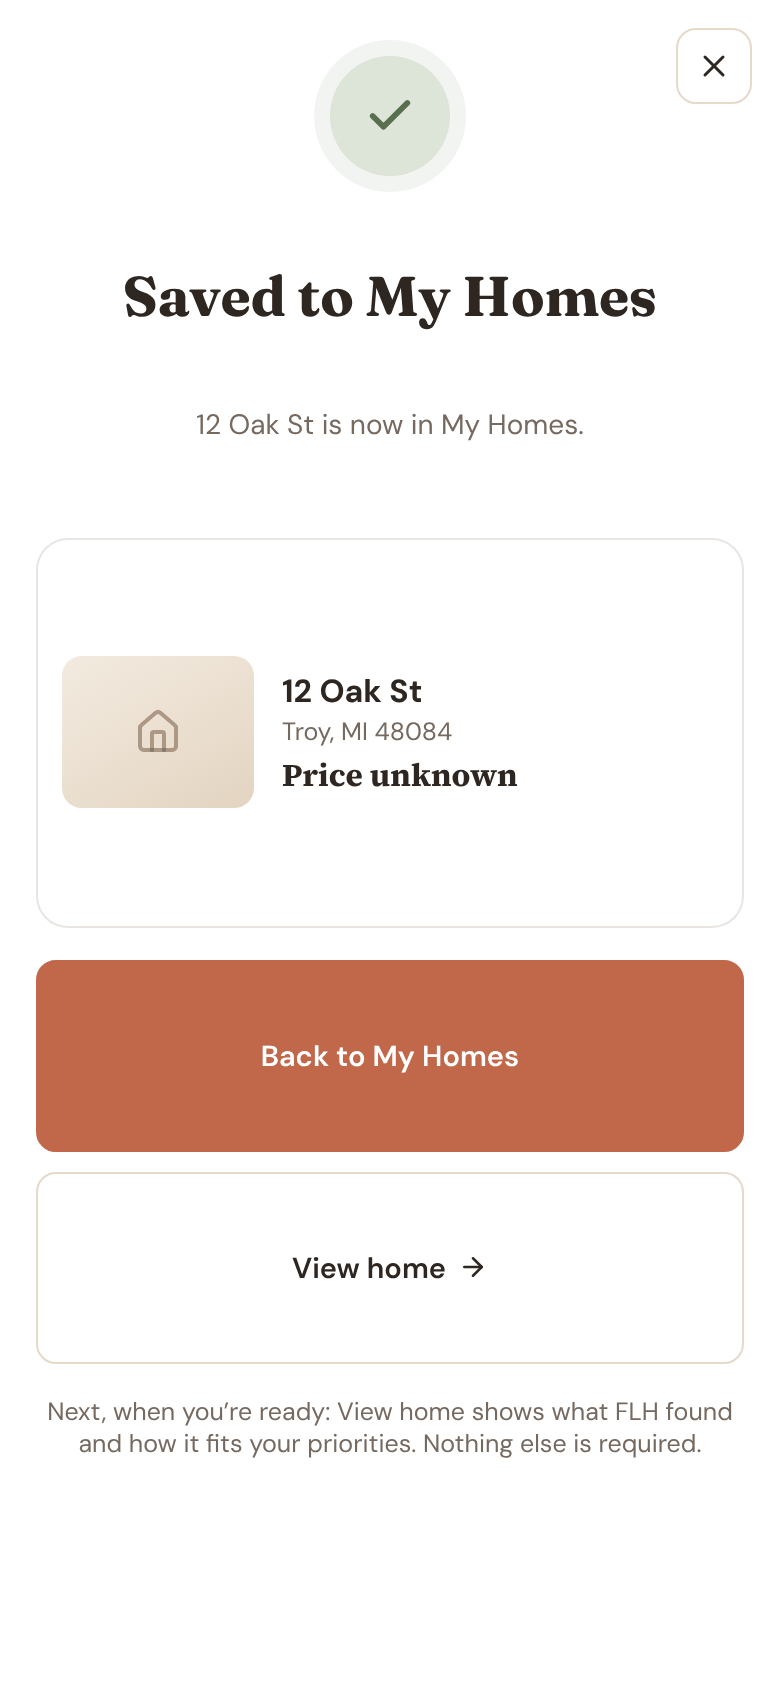 Saved to My Homes
12 Oak St is now in My Homes.
12 Oak St
Troy, MI 48084
Price unknown
Back to My Homes
View home →
Next, when you’re ready: View home shows what FLH found
and how it fits your priorities. Nothing else is required.